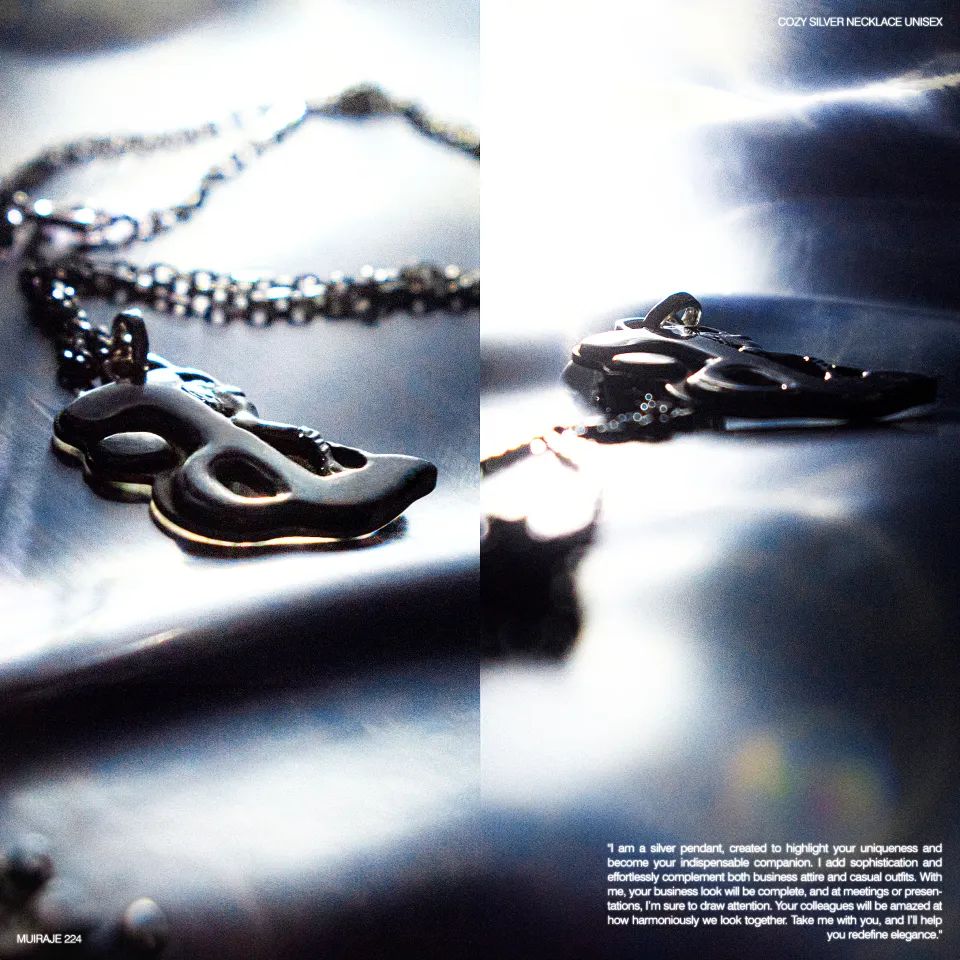 COZY SILVER NECKLACE UNISEX
"I am a silver pendant, created to highlight your uniqueness and
become your indispensable companion. I add sophistication and
effortlessly complement both business attire and casual outfits. With
me, your business look will be complete, and at meetings or presen-
tations, I'm sure to draw attention. Your colleagues will be amazed at
how harmoniously we look together. Take me with you, and I'll help
you redefine elegance."
MUIRAJE 224